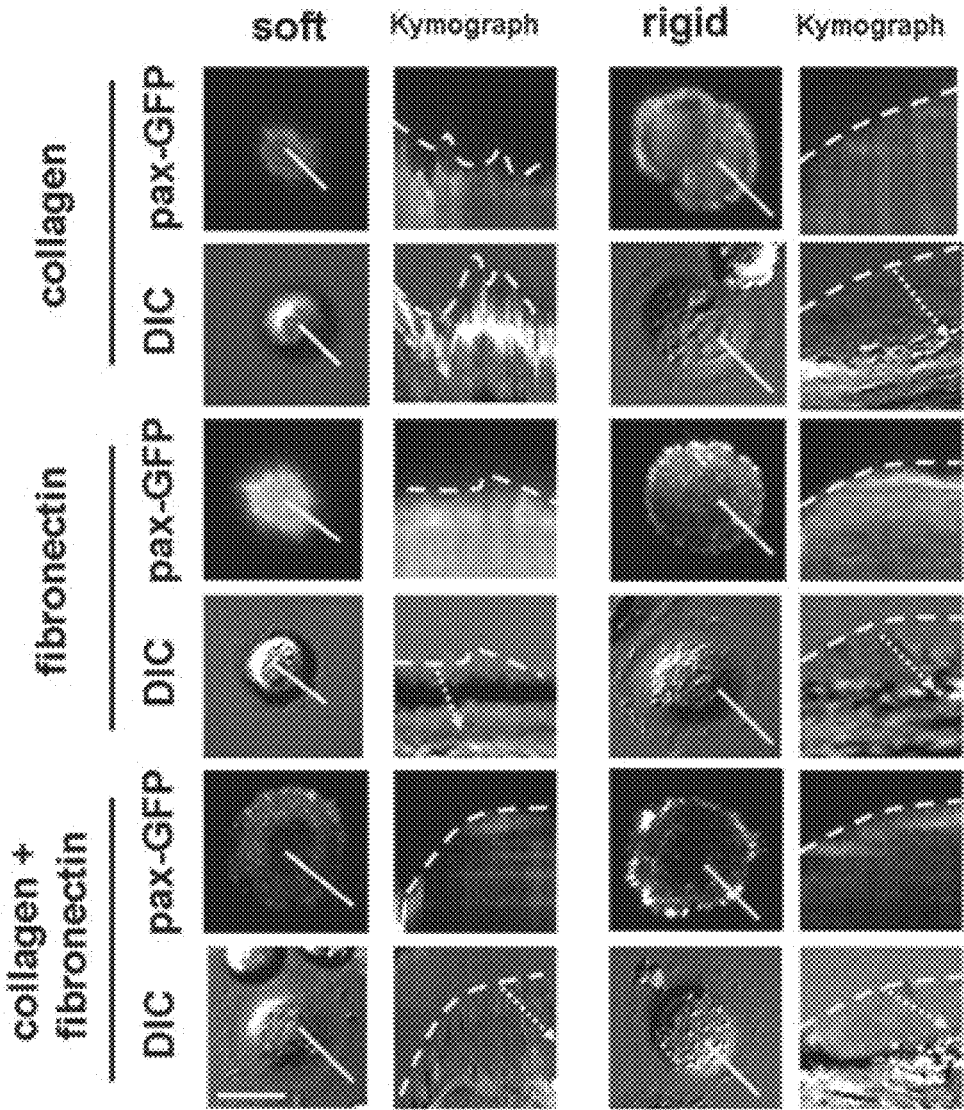 soft
Kymograph
rigid
Kymograph
collagen
pax-GFP
DIC
fibronectin
pax-GFP
DIC
collagen +
fibronectin
pax-GFP
DIC